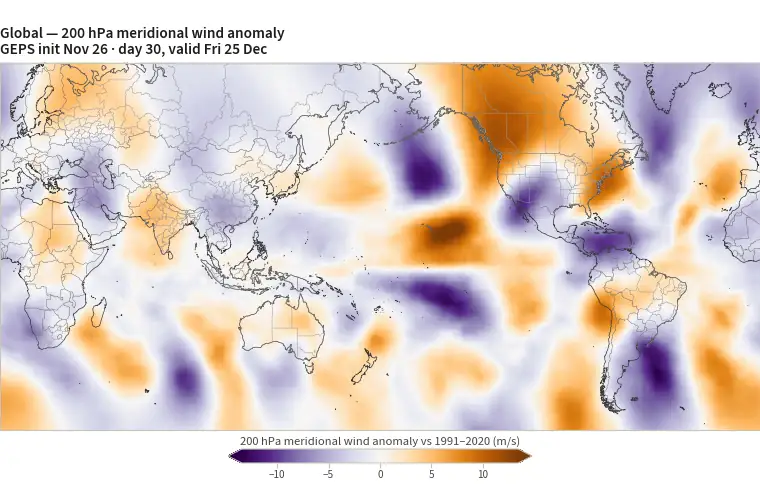 Global — 200 hPa meridional wind anomaly
GEPS init Nov 26 · day 30, valid Fri 25 Dec
200 hPa meridional wind anomaly vs 1991–2020 (m/s)
−10 −5 0 5 10